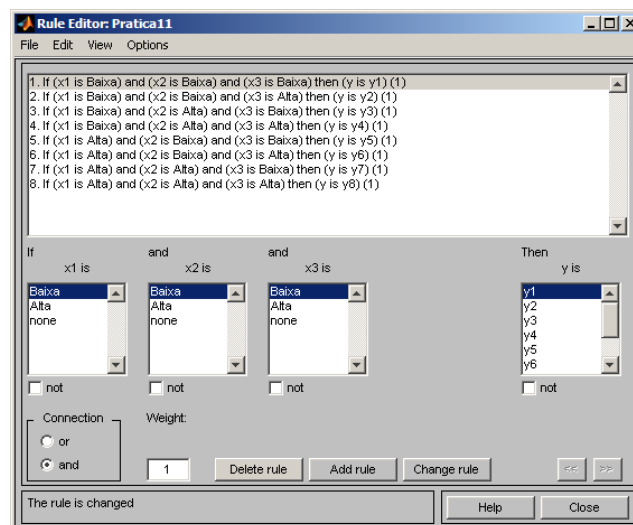 Rule Editor: Pratica11
File Edit View Options
1. If (x1 is Baixa) and (x2 is Baixa) and (x3 is Baixa) then (y is y1) (1)
2. If (x1 is Baixa) and (x2 is Baixa) and (x3 is Alta) then (y is y2) (1)
3. If (x1 is Baixa) and (x2 is Alta) and (x3 is Baixa) then (y is y3) (1)
4. If (x1 is Baixa) and (x2 is Alta) and (x3 is Alta) then (y is y4) (1)
5. If (x1 is Alta) and (x2 is Baixa) and (x3 is Baixa) then (y is y5) (1)
6. If (x1 is Alta) and (x2 is Baixa) and (x3 is Alta) then (y is y6) (1)
7. If (x1 is Alta) and (x2 is Alta) and (x3 is Baixa) then (y is y7) (1)
8. If (x1 is Alta) and (x2 is Alta) and (x3 is Alta) then (y is y8) (1)
If and and Then
x1 is x2 is x3 is y is
Baixa Baixa Baixa y1
Alta Alta Alta y2
none none none y3
y4
y5
y6
not not not not
Connection Weight:
or
and 1 Delete rule Add rule Change rule << >>
The rule is changed Help Close